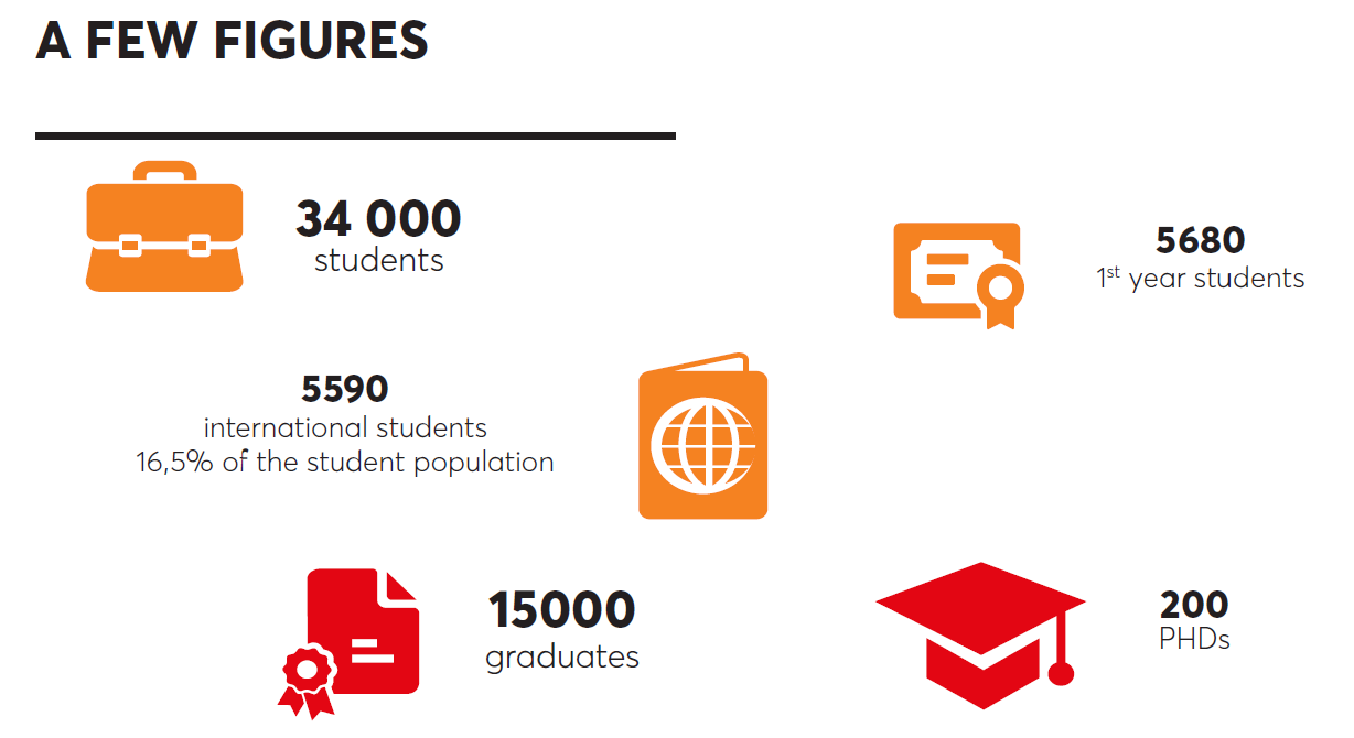 A FEW FIGURES
34 000
students
5680
1st year students
5590
international students
16,5% of the student population
15000
graduates
200
PHDs